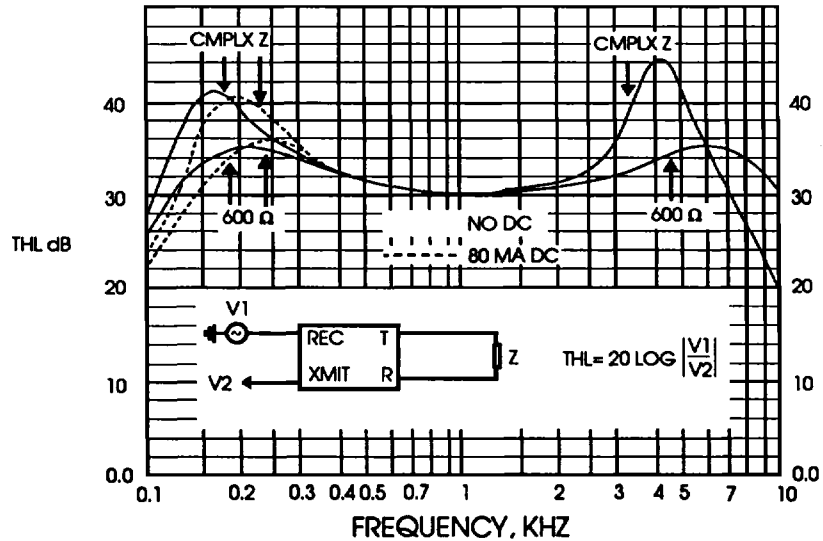 CMPLX Z
CMPLX Z
40
40
30
30
600 Ω
600 Ω
NO DC
80 MA DC
THL dB
20
20
V1
REC T
XMIT R
V2
Z
THL= 20 LOG |V1/V2|
10
10
0.0
0.0
0.1 0.2 0.3 0.4 0.5 0.7 1 2 3 4 5 7 10
FREQUENCY, KHZ